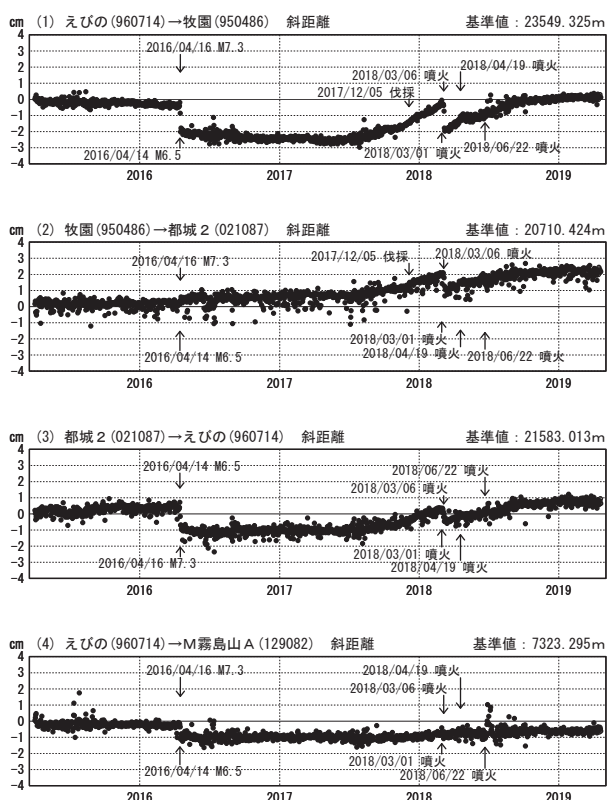 cm (1) えびの(960714)→牧園(950486) 斜距離 基準値：23549.325m
4
3
2
1
0
-1
-2
-3
-4
2016/04/16 M7.3
2018/03/06 噴火
2018/04/19 噴火
2017/12/05 伐採
2016/04/14 M6.5
2018/03/01 噴火
2018/06/22 噴火
2016 2017 2018 2019
cm (2) 牧園(950486)→都城２(021087) 斜距離 基準値：20710.424m
4
3
2
1
0
-1
-2
-3
-4
2016/04/16 M7.3
2017/12/05 伐採
2018/03/06 噴火
2016/04/14 M6.5
2018/03/01 噴火
2018/04/19 噴火
2018/06/22 噴火
2016 2017 2018 2019
cm (3) 都城２(021087)→えびの(960714) 斜距離 基準値：21583.013m
4
3
2
1
0
-1
-2
-3
-4
2016/04/14 M6.5
2018/06/22 噴火
2018/03/06 噴火
2016/04/16 M7.3
2018/03/01 噴火
2018/04/19 噴火
2016 2017 2018 2019
cm (4) えびの(960714)→M霧島山A(129082) 斜距離 基準値：7323.295m
4
3
2
1
0
-1
-2
-3
-4
2016/04/16 M7.3
2018/04/19 噴火
2018/03/06 噴火
2016/04/14 M6.5
2018/03/01 噴火
2018/06/22 噴火
2016 2017 2018 2019